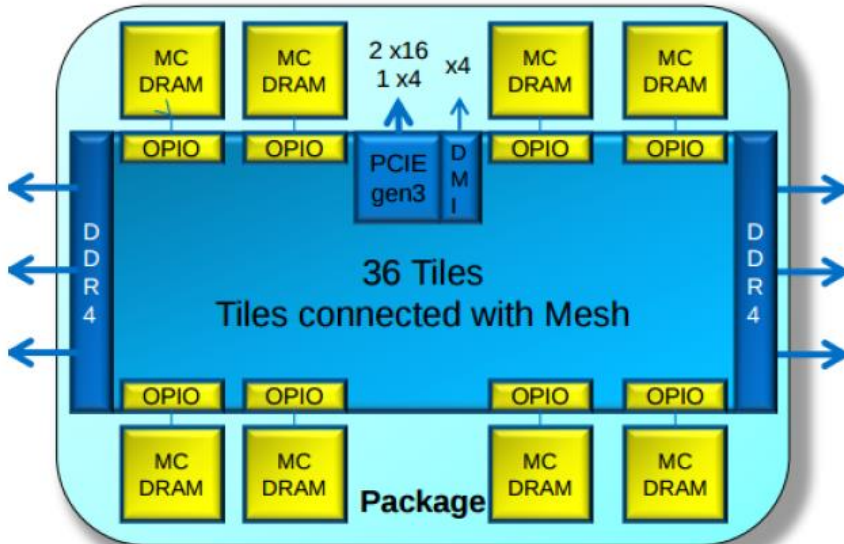 MC
DRAM
MC
DRAM
2 x16
1 x4
x4
MC
DRAM
MC
DRAM
OPIO
OPIO
PCIE
gen3
D
M
I
OPIO
OPIO
D
D
R
4
36 Tiles
Tiles connected with Mesh
D
D
R
4
OPIO
OPIO
OPIO
OPIO
MC
DRAM
MC
DRAM
Package
MC
DRAM
MC
DRAM